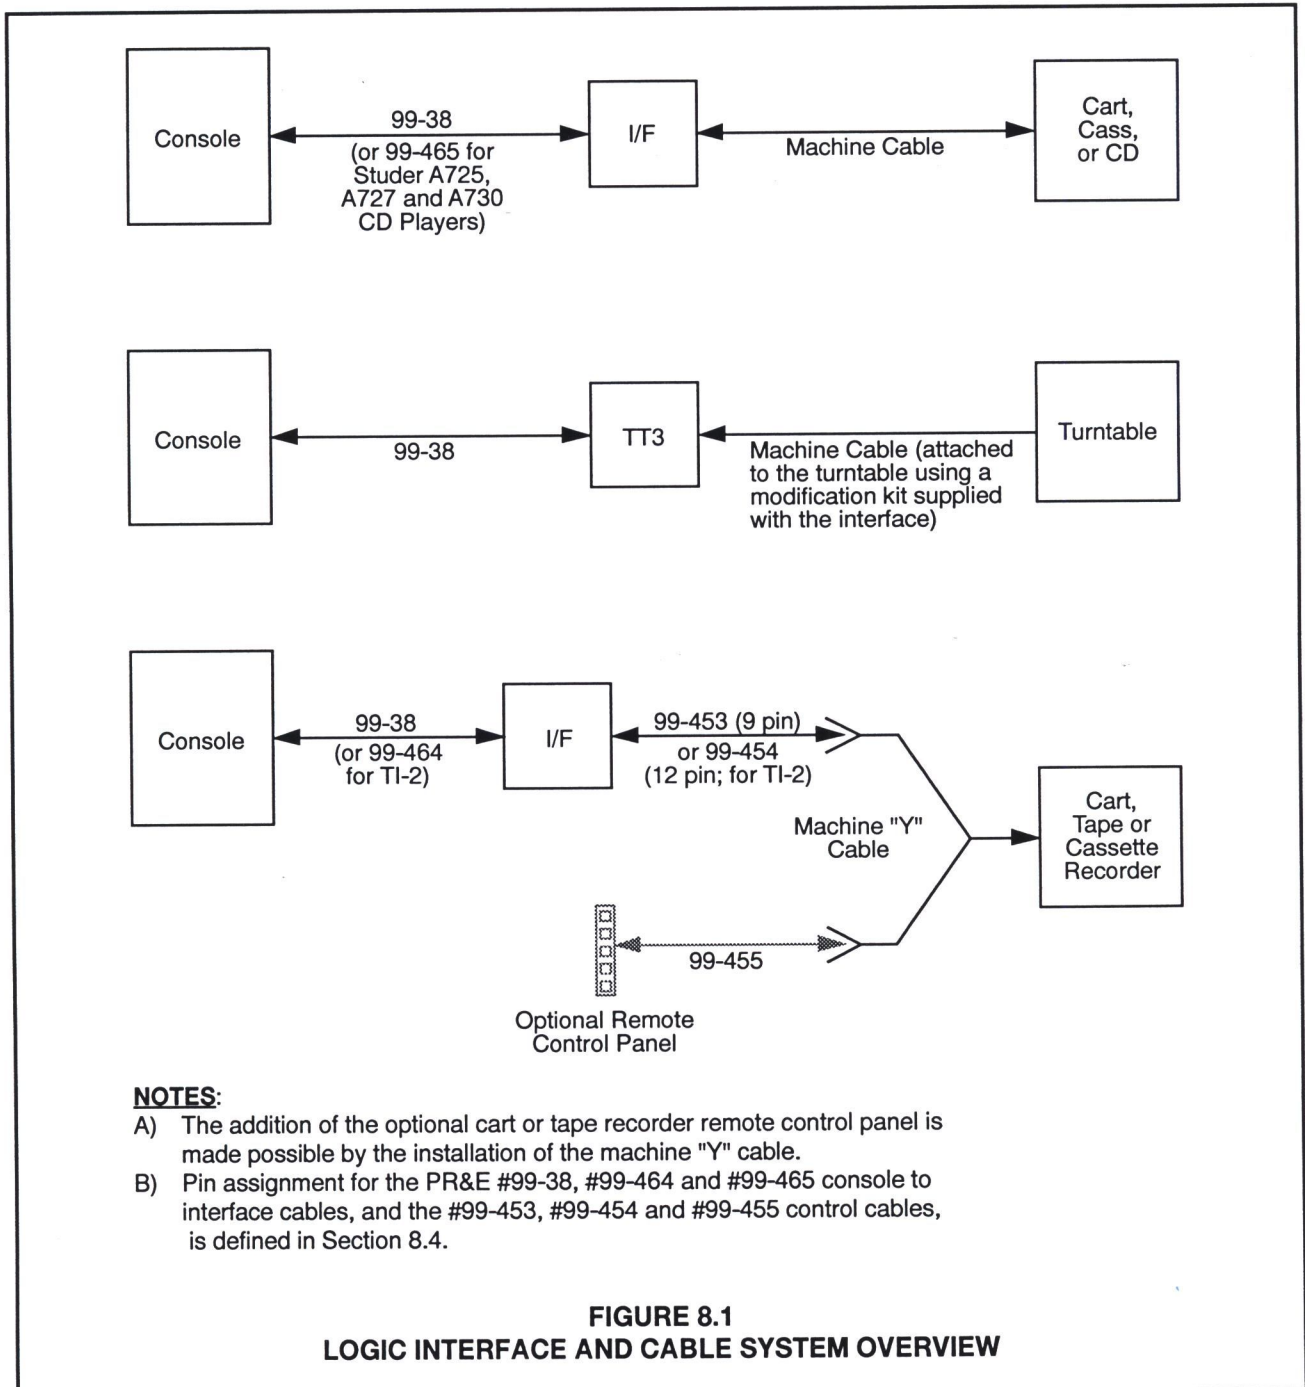 Console
99-38
(or 99-465 for
Studer A725,
A727 and A730
CD Players)
I/F
Machine Cable
Cart,
Cass,
or CD
Console
99-38
TT3
Machine Cable (attached
to the turntable using a
modification kit supplied
with the interface)
Turntable
Console
99-38
(or 99-464
for TI-2)
I/F
99-453 (9 pin)
or 99-454
(12 pin; for TI-2)
Machine "Y"
Cable
Cart,
Tape or
Cassette
Recorder
99-455
Optional Remote
Control Panel
NOTES:
A) The addition of the optional cart or tape recorder remote control panel is
made possible by the installation of the machine "Y" cable.
B) Pin assignment for the PR&E #99-38, #99-464 and #99-465 console to
interface cables, and the #99-453, #99-454 and #99-455 control cables,
is defined in Section 8.4.
FIGURE 8.1
LOGIC INTERFACE AND CABLE SYSTEM OVERVIEW